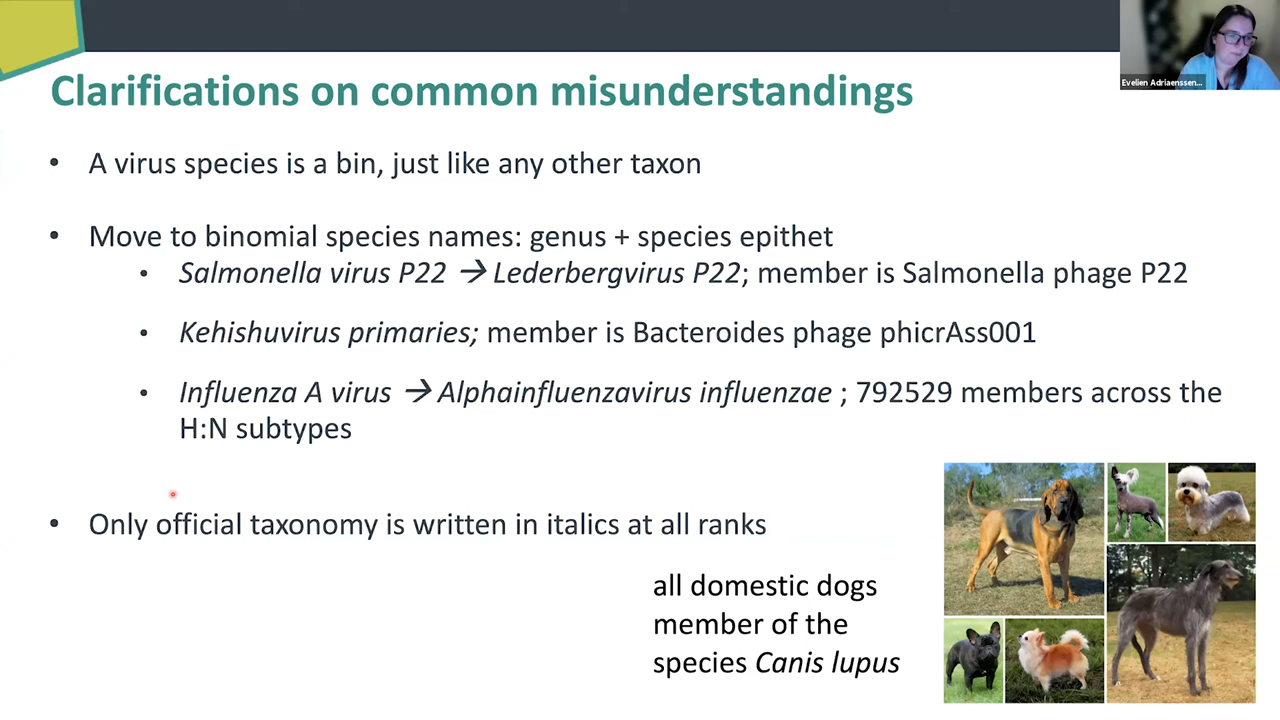 Evelien Adriaenssen...
Clarifications on common misunderstandings
• A virus species is a bin, just like any other taxon
• Move to binomial species names: genus + species epithet
• Salmonella virus P22 → Lederbergvirus P22; member is Salmonella phage P22
• Kehishuvirus primaries; member is Bacteroides phage phicrAss001
• Influenza A virus → Alphainfluenzavirus influenzae ; 792529 members across the
H:N subtypes
• Only official taxonomy is written in italics at all ranks
all domestic dogs
member of the
species Canis lupus